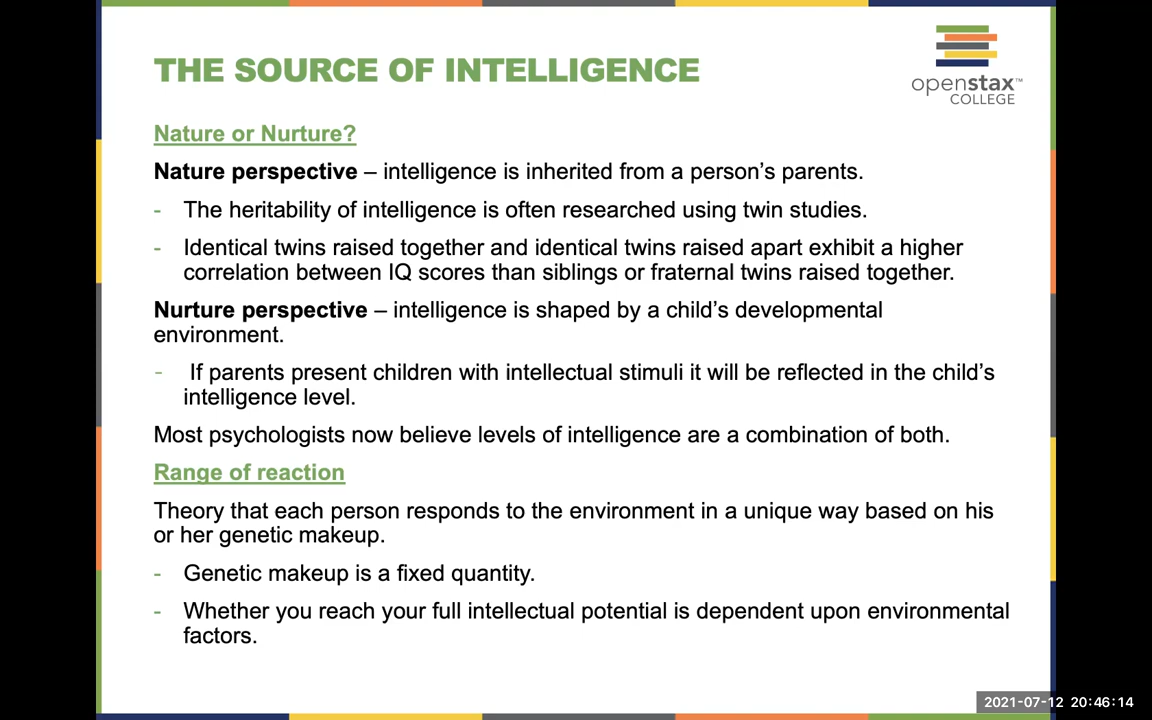 THE SOURCE OF INTELLIGENCE
openstax™
COLLEGE
Nature or Nurture?
Nature perspective – intelligence is inherited from a person’s parents.
- The heritability of intelligence is often researched using twin studies.
- Identical twins raised together and identical twins raised apart exhibit a higher
correlation between IQ scores than siblings or fraternal twins raised together.
Nurture perspective – intelligence is shaped by a child’s developmental
environment.
- If parents present children with intellectual stimuli it will be reflected in the child’s
intelligence level.
Most psychologists now believe levels of intelligence are a combination of both.
Range of reaction
Theory that each person responds to the environment in a unique way based on his
or her genetic makeup.
- Genetic makeup is a fixed quantity.
- Whether you reach your full intellectual potential is dependent upon environmental
factors.
2021-07-12 20:46:14